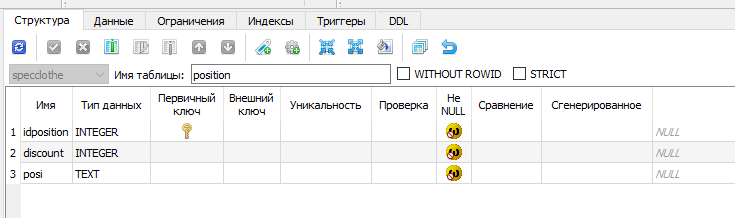 Структура Данные Ограничения Индексы Триггеры DDL
specclothe Имя таблицы: position WITHOUT ROWID STRICT
Имя Тип данных Первичный ключ Внешний ключ Уникальность Проверка Не NULL Сравнение Сгенерированное
1 idposition INTEGER NULL
2 discount INTEGER NULL
3 posi TEXT NULL